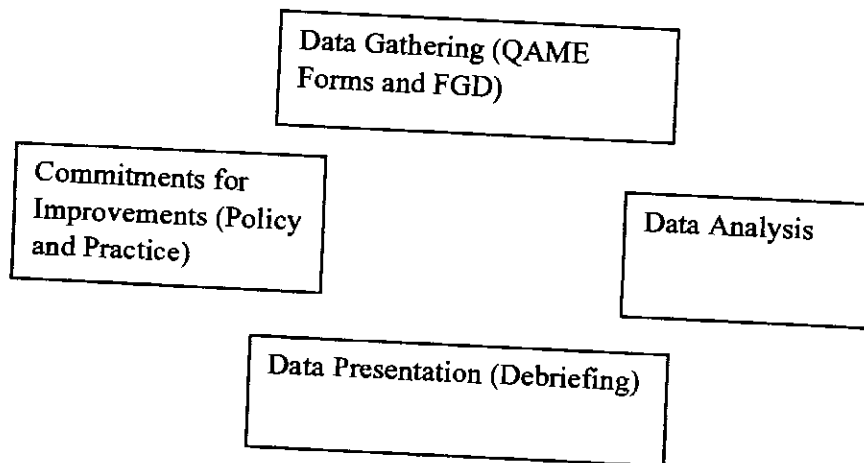 Data Gathering (QAME
Forms and FGD)
Commitments for
Improvements (Policy
and Practice)
Data Analysis
Data Presentation (Debriefing)